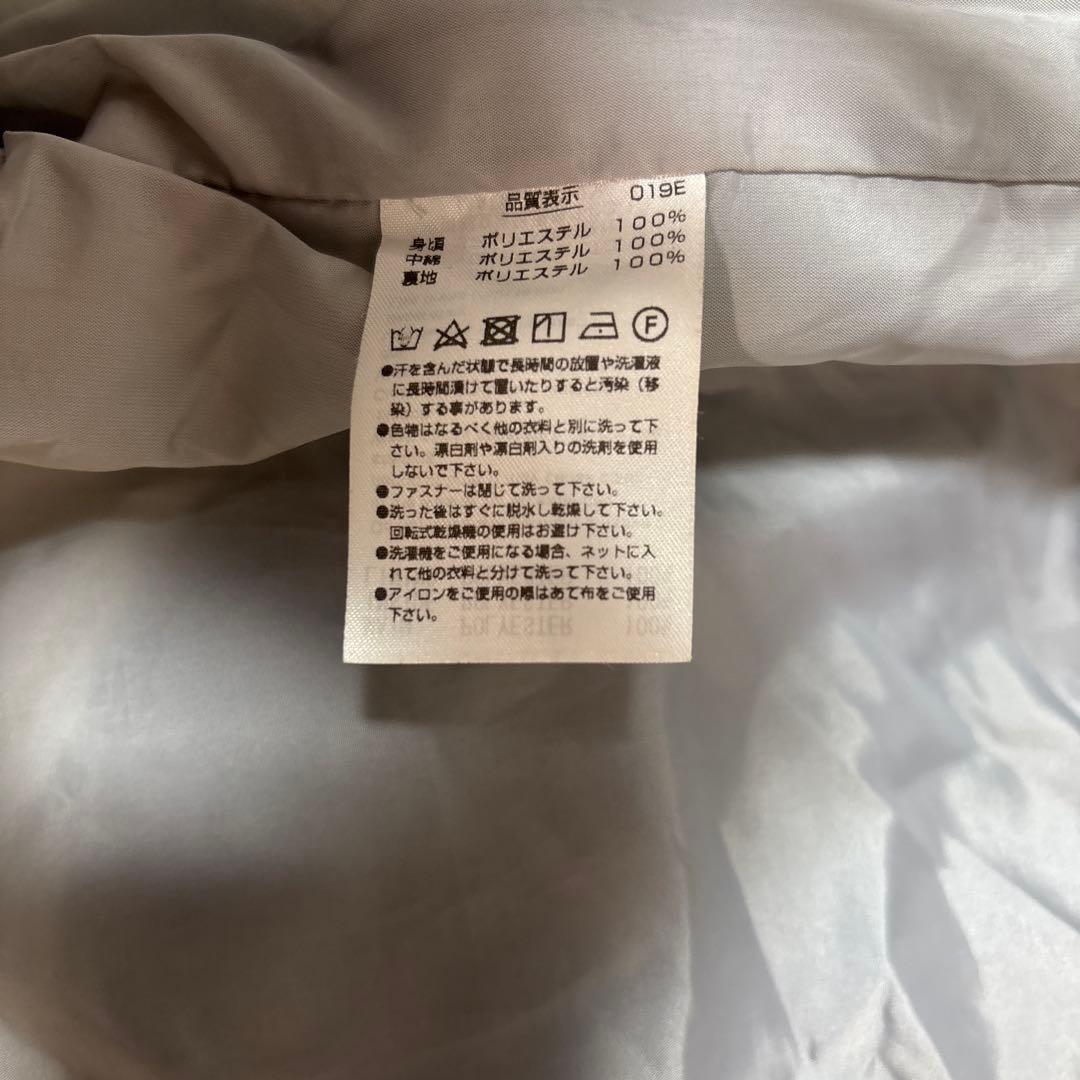 品質表示 019E
身頃 ポリエステル 100%
中綿 ポリエステル 100%
裏地 ポリエステル 100%
F
●汗を含んだ状態で長時間の放置や洗濯液
に長時間漬けて置いたりすると汚染（移
染）する事があります。
●色物はなるべく他の衣料と別に洗って下
さい。漂白剤や漂白剤入りの洗剤を使用
しないで下さい。
●ファスナーは閉じて洗って下さい。
●洗った後はすぐに脱水し乾燥して下さい。
回転式乾燥機の使用はお避け下さい。
●洗濯機をご使用になる場合、ネットに入
れて他の衣料と分けて洗って下さい。
●アイロンをご使用の際はあて布をご使用
下さい。
POLYESTER 100%